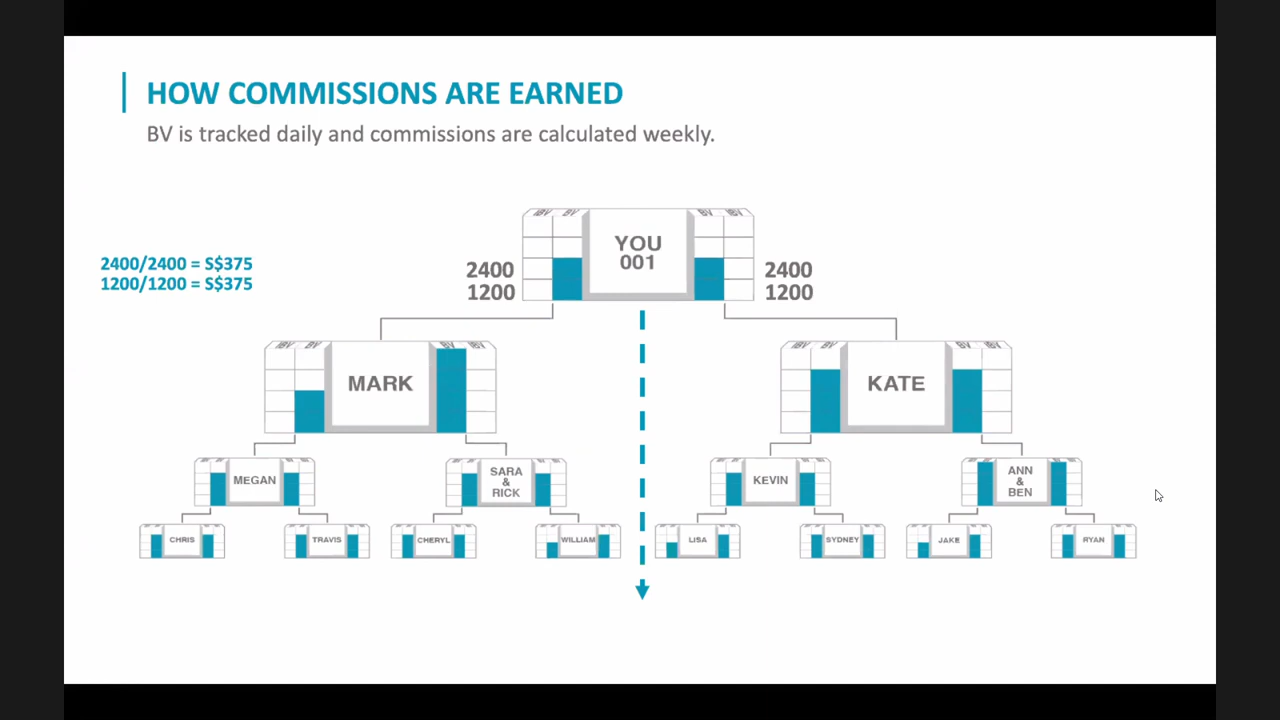 HOW COMMISSIONS ARE EARNED
BV is tracked daily and commissions are calculated weekly.
YOU
001
2400/2400 = S$375
1200/1200 = S$375
2400
1200
2400
1200
MARK
KATE
MEGAN
SARA
&
RICK
KEVIN
ANN
&
BEN
CHRIS
TRAVIS
CHERYL
WILLIAM
LISA
SYDNEY
JAKE
RYAN